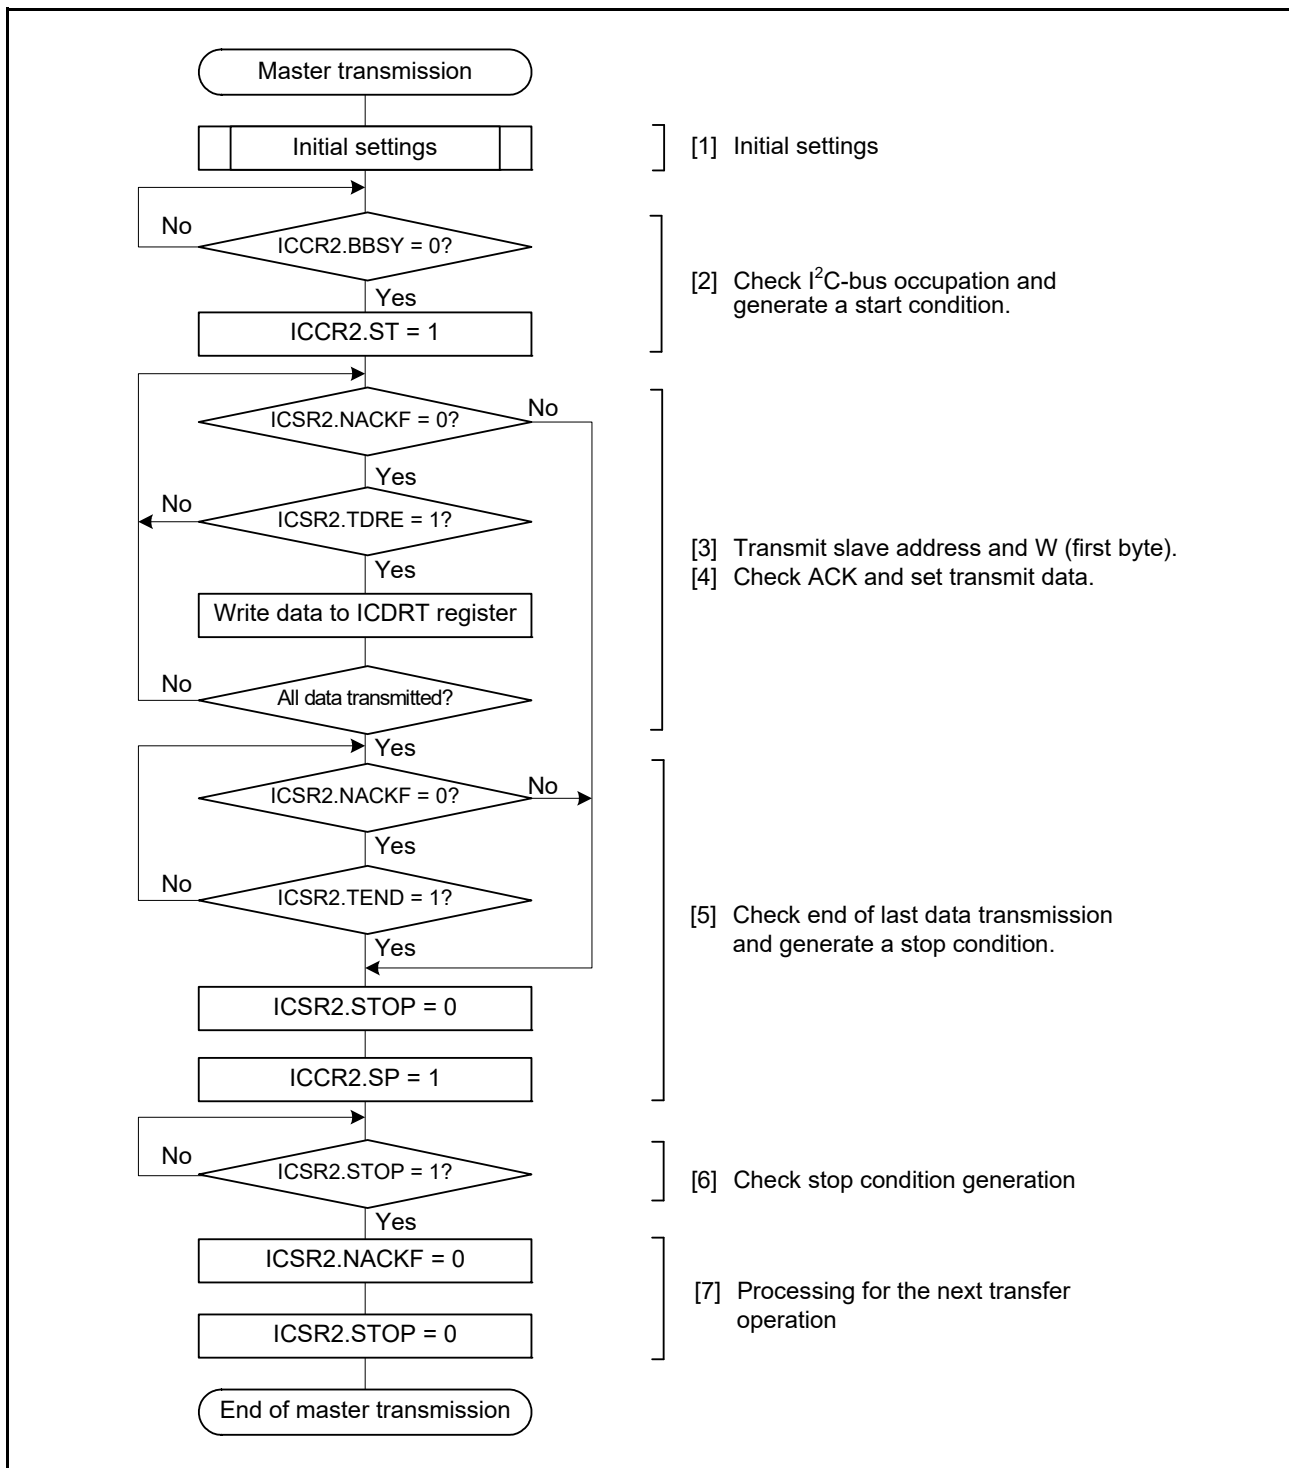 Master transmission
Initial settings
[1] Initial settings
No
ICCR2.BBSY = 0?
Yes
[2] Check I²C-bus occupation and
generate a start condition.
ICCR2.ST = 1
ICSR2.NACKF = 0?
No
Yes
No
ICSR2.TDRE = 1?
Yes
[3] Transmit slave address and W (first byte).
[4] Check ACK and set transmit data.
Write data to ICDRT register
No
All data transmitted?
Yes
ICSR2.NACKF = 0?
No
Yes
No
ICSR2.TEND = 1?
Yes
[5] Check end of last data transmission
and generate a stop condition.
ICSR2.STOP = 0
ICCR2.SP = 1
No
ICSR2.STOP = 1?
[6] Check stop condition generation
Yes
ICSR2.NACKF = 0
[7] Processing for the next transfer
operation
ICSR2.STOP = 0
End of master transmission